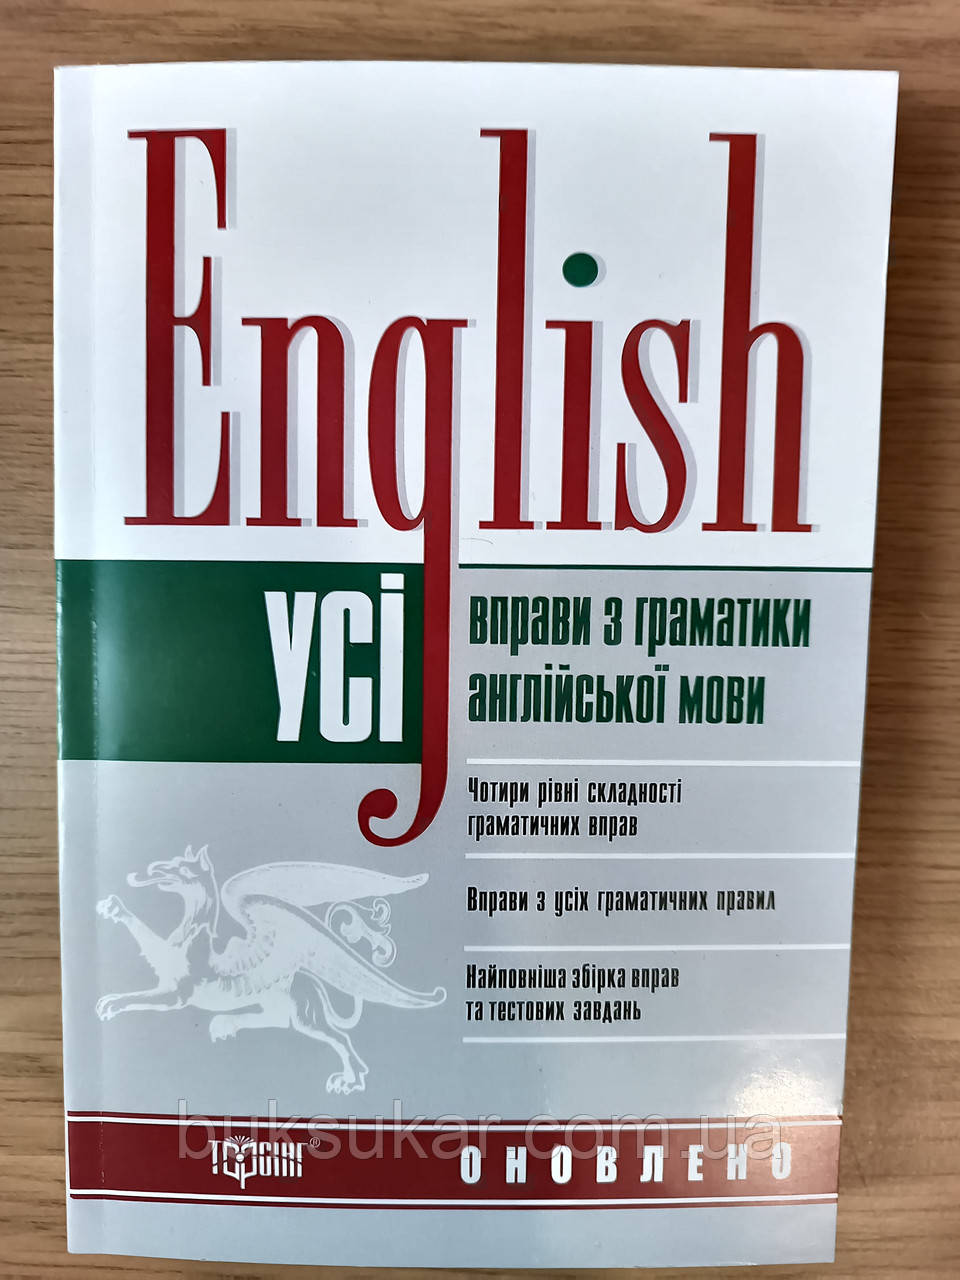 English
усі
вправи з граматики
англійської мови
Чотири рівні складності
граматичних вправ
Вправи з усіх граматичних правил
Найповніша збірка вправ
та тестових завдань
buksukar.com.ua
ТОРСІНГ®
ОНОВЛЕНО